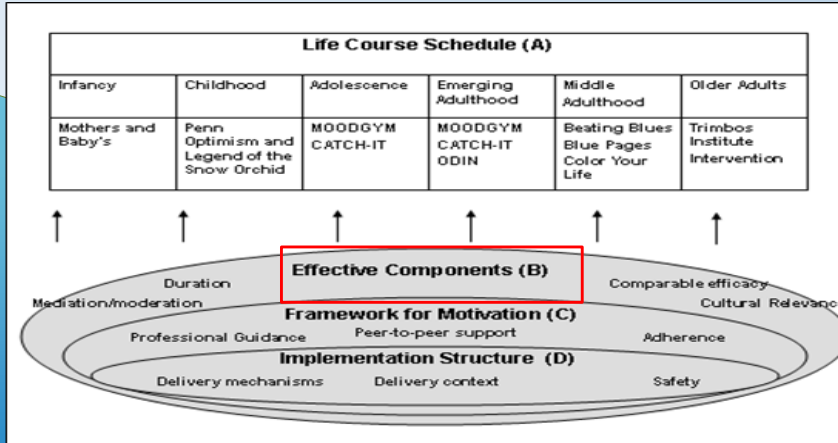 Life Course Schedule (A)
Infancy Childhood Adolescence Emerging Adulthood Middle Adulthood Older Adults
Mothers and Baby's
Penn Optimism and Legend of the Snow Orchid
MOODGYM CATCH-IT
MOODGYM CATCH-IT ODIN
Beating Blues Blue Pages Color Your Life
Trimbos Institute Intervention
Effective Components (B)
Duration Comparable efficacy
Mediation/moderation Cultural Relevance
Framework for Motivation (C)
Professional Guidance Peer-to-peer support Adherence
Implementation Structure (D)
Delivery mechanisms Delivery context Safety